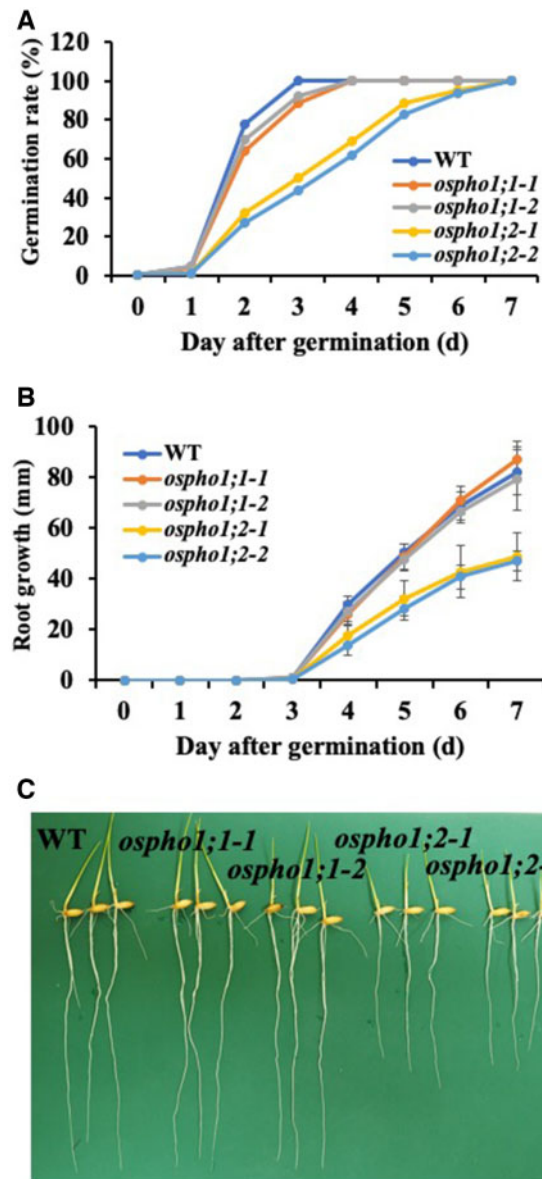 A
Germination rate (%)
120
100
80
60
40
20
0
WT
ospho1;1-1
ospho1;1-2
ospho1;2-1
ospho1;2-2
0 1 2 3 4 5 6 7
Day after germination (d)
B
Root growth (mm)
100
80
60
40
20
0
WT
ospho1;1-1
ospho1;1-2
ospho1;2-1
ospho1;2-2
0 1 2 3 4 5 6 7
Day after germination (d)
C
WT
ospho1;1-1
ospho1;1-2
ospho1;2-1
ospho1;2-